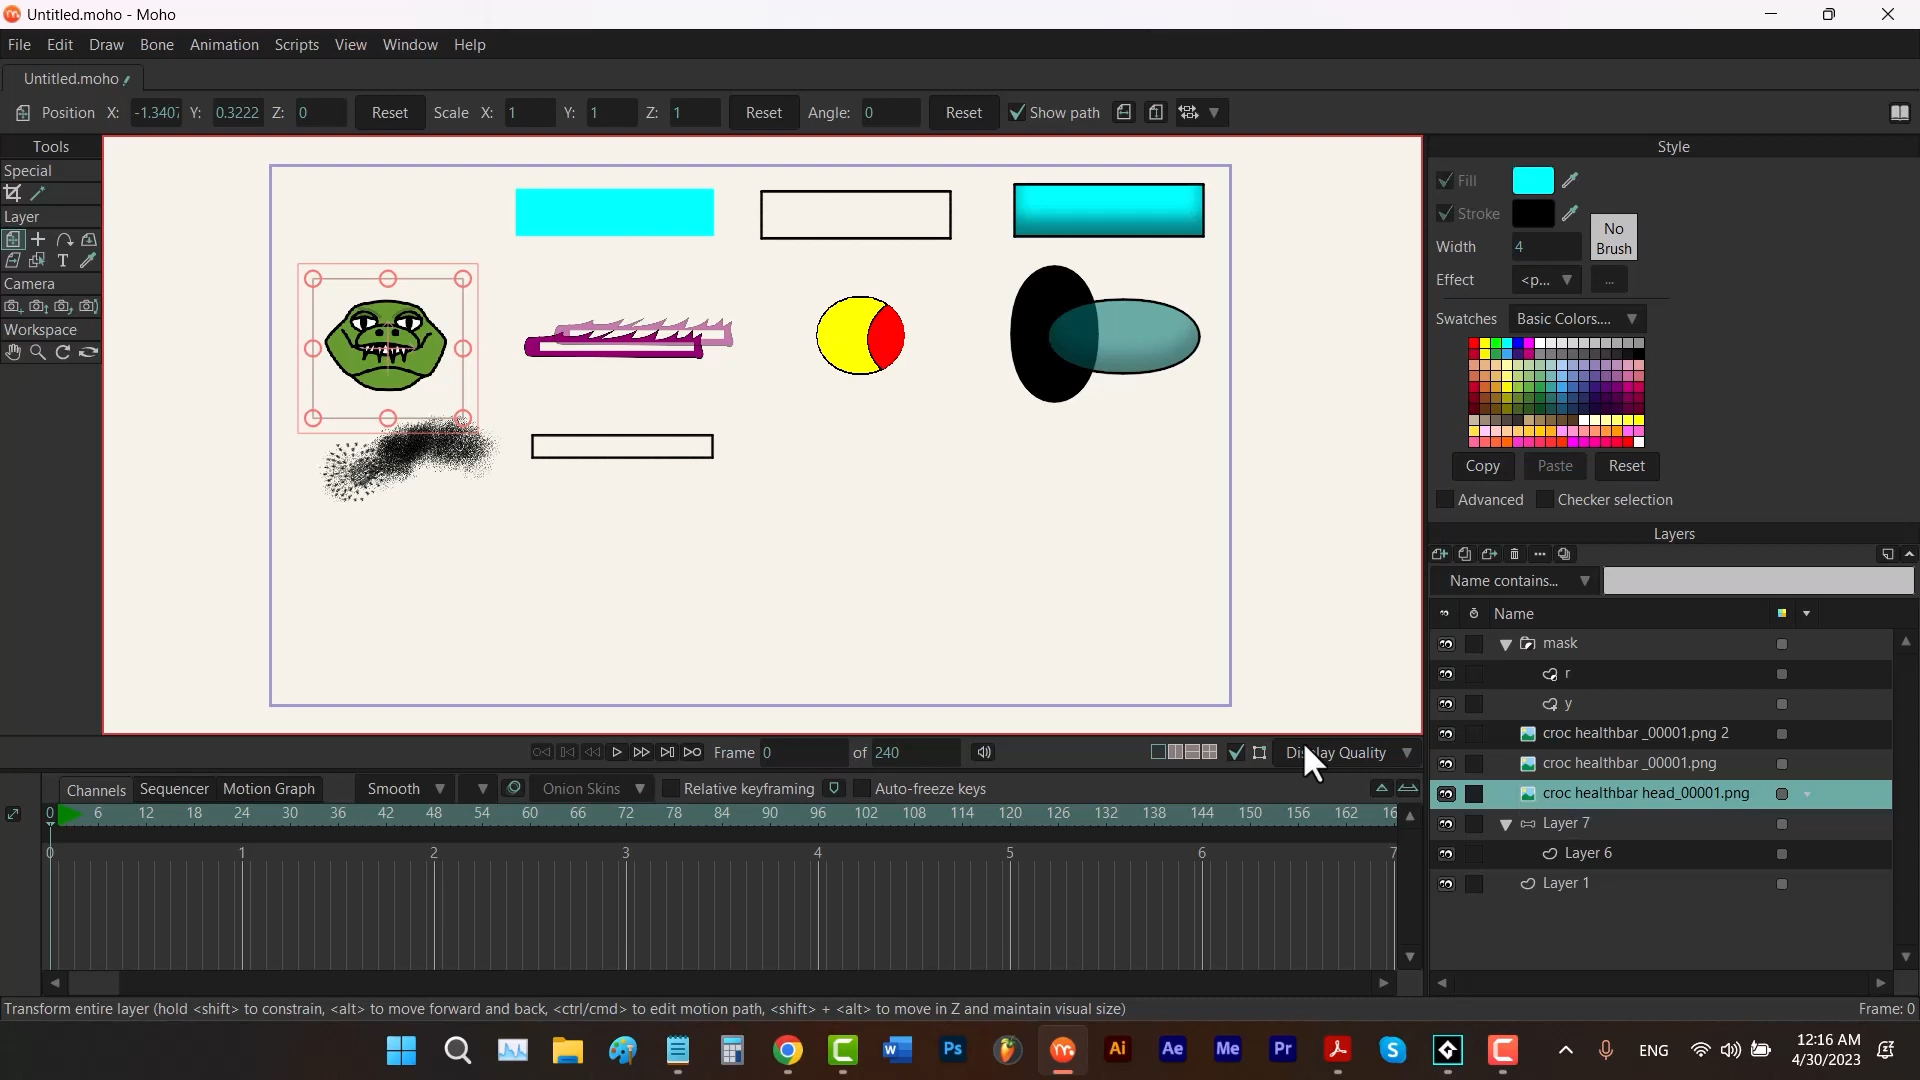 Untitled.moho - Moho
File Edit Draw Bone Animation Scripts View Window Help
Untitled.moho
Position X: -1.3407 Y: 0.3222 Z: 0 Reset Scale X: 1 Y: 1 Z: 1 Reset Angle: 0 Reset Show path
Tools
Special
Layer
T
Camera
Workspace
Style
Fill
Stroke
Width 4
No
Brush
Effect <p... ...
Swatches Basic Colors....
Copy Paste Reset
Advanced Checker selection
Layers
Name contains...
Name
mask
r
y
croc healthbar _00001.png 2
croc healthbar _00001.png
croc healthbar head_00001.png
Layer 7
Layer 6
Layer 1
Frame 0 of 240 Display Quality
Channels Sequencer Motion Graph Smooth Onion Skins Relative keyframing Auto-freeze keys
0 6 12 18 24 30 36 42 48 54 60 66 72 78 84 90 96 102 108 114 120 126 132 138 144 150 156 162 16
0 1 2 3 4 5 6 7
Transform entire layer (hold <shift> to constrain, <alt> to move forward and back, <ctrl/cmd> to edit motion path, <shift> + <alt> to move in Z and maintain visual size) Frame: 0
Ps Ai Ae Me Pr
ENG
12:16 AM
4/30/2023